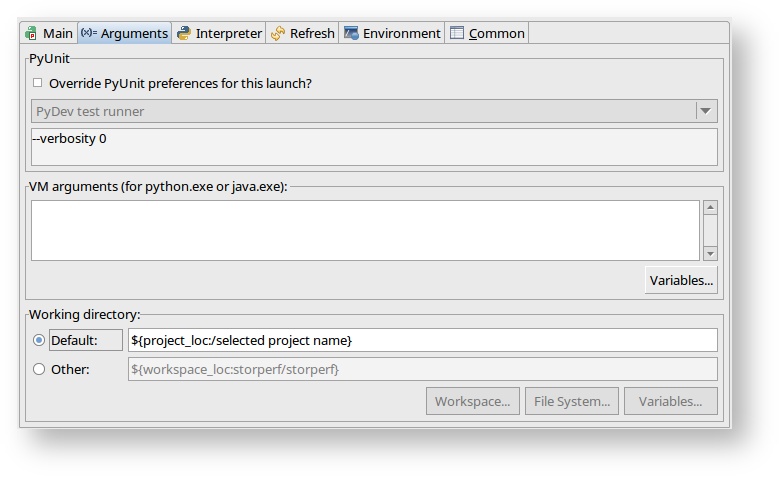 Main (x)= Arguments Interpreter Refresh Environment Common
PyUnit
Override PyUnit preferences for this launch?
PyDev test runner
--verbosity 0
VM arguments (for python.exe or java.exe):
Variables...
Working directory:
Default: ${project_loc:/selected project name}
Other: ${workspace_loc:storperf/storperf}
Workspace... File System... Variables...